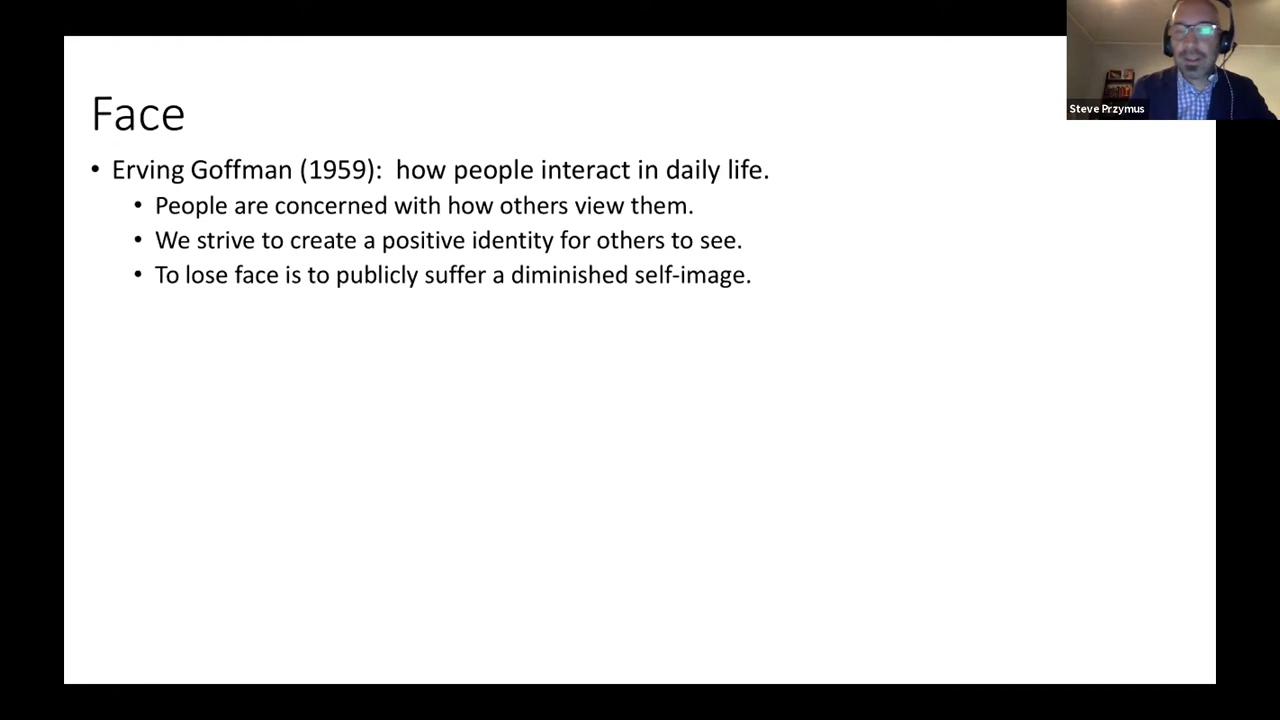 Face
• Erving Goffman (1959):  how people interact in daily life.
• People are concerned with how others view them.
• We strive to create a positive identity for others to see.
• To lose face is to publicly suffer a diminished self-image.
Steve Przymus